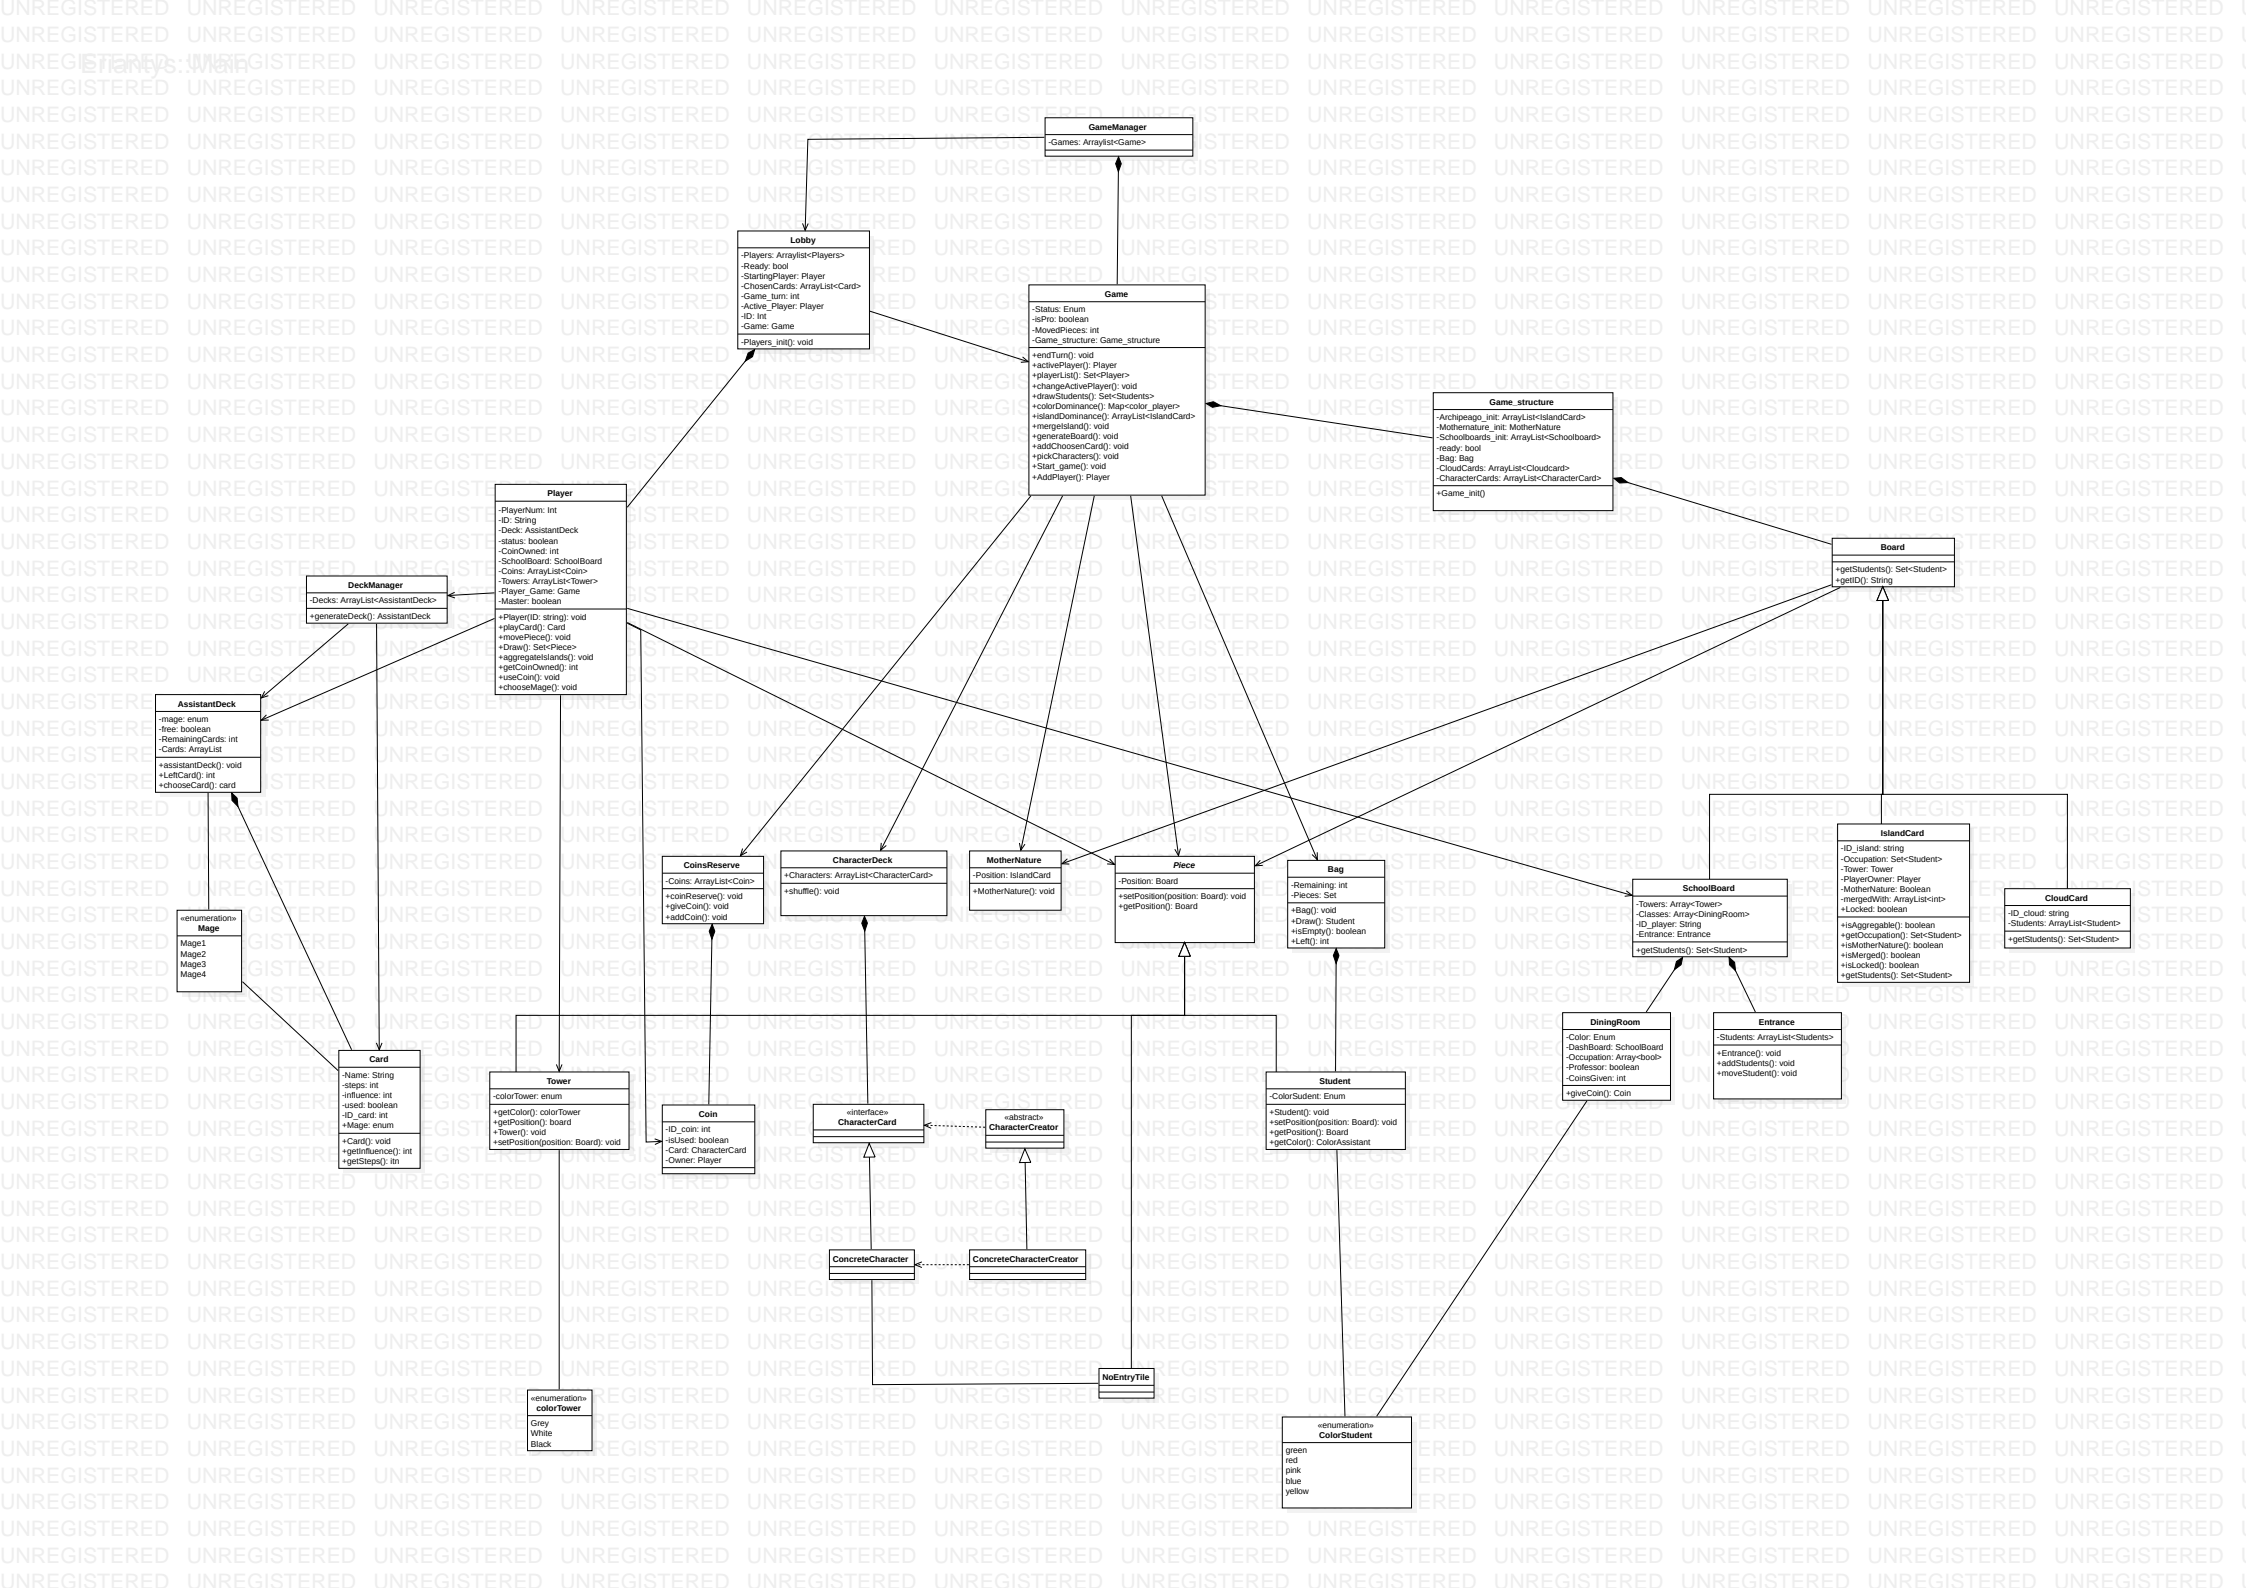 Eriantys::Main
GameManager
-Games: Arraylist<Game>
Lobby
-Players: Arraylist<Players>
-Ready: bool
-StartingPlayer: Player
-ChosenCards: ArrayList<Card>
-Game_turn: int
-Active_Player: Player
-ID: Int
-Game: Game
-Players_init(): void
Game
-Status: Enum
-isPro: boolean
-MovedPieces: int
-Game_structure: Game_structure
+endTurn(): void
+activePlayer(): Player
+playerList(): Set<Player>
+changeActivePlayer(): void
+drawStudents(): Set<Students>
+colorDominance(): Map<color_player>
+islandDominance(): ArrayList<IslandCard>
+mergeIsland(): void
+generateBoard(): void
+addChoosenCard(): void
+pickCharacters(): void
+Start_game(): void
+AddPlayer(): Player
Game_structure
-Archipeago_init: ArrayList<IslandCard>
-Mothernature_init: MotherNature
-Schoolboards_init: ArrayList<Schoolboard>
-ready: bool
-Bag: Bag
-CloudCards: ArrayList<Cloudcard>
-CharacterCards: ArrayList<CharacterCard>
+Game_init()
Player
-PlayerNum: Int
-ID: String
-Deck: AssistantDeck
-status: boolean
-CoinOwned: int
-SchoolBoard: SchoolBoard
-Coins: ArrayList<Coin>
-Towers: ArrayList<Tower>
-Player_Game: Game
-Master: boolean
+Player(ID: string): void
+playCard(): Card
+movePiece(): void
+Draw(): Set<Piece>
+aggregateIslands(): void
+getCoinOwned(): int
+useCoin(): void
+chooseMage(): void
Board
+getStudents(): Set<Student>
+getID(): String
DeckManager
-Decks: ArrayList<AssistantDeck>
+generateDeck(): AssistantDeck
AssistantDeck
-mage: enum
-free: boolean
-RemainingCards: int
-Cards: ArrayList
+assistantDeck(): void
+LeftCard(): int
+chooseCard(): card
CoinsReserve
-Coins: ArrayList<Coin>
+coinReserve(): void
+giveCoin(): void
+addCoin(): void
CharacterDeck
+Characters: ArrayList<CharacterCard>
+shuffle(): void
MotherNature
-Position: IslandCard
+MotherNature(): void
Piece
-Position: Board
+setPosition(position: Board): void
+getPosition(): Board
Bag
-Remaining: int
-Pieces: Set
+Bag(): void
+Draw(): Student
+isEmpty(): boolean
+Left(): int
SchoolBoard
-Towers: Array<Tower>
-Classes: Array<DiningRoom>
-ID_player: String
-Entrance: Entrance
+getStudents(): Set<Student>
IslandCard
-ID_island: string
-Occupation: Set<Student>
-Tower: Tower
-PlayerOwner: Player
-MotherNature: Boolean
-mergedWith: ArrayList<int>
+Locked: boolean
+isAggregable(): boolean
+getOccupation(): Set<Student>
+isMotherNature(): boolean
+isMerged(): boolean
+isLocked(): boolean
+getStudents(): Set<Student>
CloudCard
-ID_cloud: string
-Students: ArrayList<Student>
+getStudents(): Set<Student>
«enumeration»
Mage
Mage1
Mage2
Mage3
Mage4
DiningRoom
-Color: Enum
-DashBoard: SchoolBoard
-Occupation: Array<bool>
-Professor: boolean
-CoinsGiven: int
+giveCoin(): Coin
Entrance
-Students: ArrayList<Students>
+Entrance(): void
+addStudents(): void
+moveStudent(): void
Card
-Name: String
-steps: int
-influence: int
-used: boolean
-ID_card: int
+Mage: enum
+Card(): void
+getInfluence(): int
+getSteps(): itn
Tower
-colorTower: enum
+getColor(): colorTower
+getPosition(): board
+Tower(): void
+setPosition(position: Board): void
Coin
-ID_coin: int
-isUsed: boolean
-Card: CharacterCard
-Owner: Player
«interface»
CharacterCard
«abstract»
CharacterCreator
Student
-ColorSudent: Enum
+Student(): void
+setPosition(position: Board): void
+getPosition(): Board
+getColor(): ColorAssistant
ConcreteCharacter
ConcreteCharacterCreator
NoEntryTile
«enumeration»
colorTower
Grey
White
Black
«enumeration»
ColorStudent
green
red
pink
blue
yellow